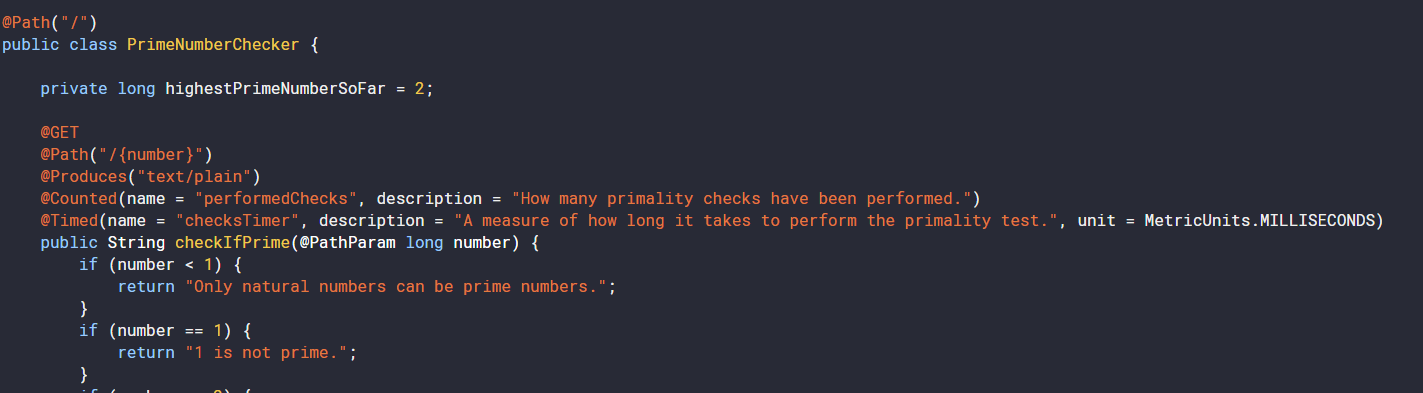 @Path("/")
public class PrimeNumberChecker {
private long highestPrimeNumberSoFar = 2;
@GET
@Path("/{number}")
@Produces("text/plain")
@Counted(name = "performedChecks", description = "How many primality checks have been performed.")
@Timed(name = "checksTimer", description = "A measure of how long it takes to perform the primality test.", unit = MetricUnits.MILLISECONDS)
public String checkIfPrime(@PathParam long number) {
if (number < 1) {
return "Only natural numbers can be prime numbers.";
}
if (number == 1) {
return "1 is not prime.";
}